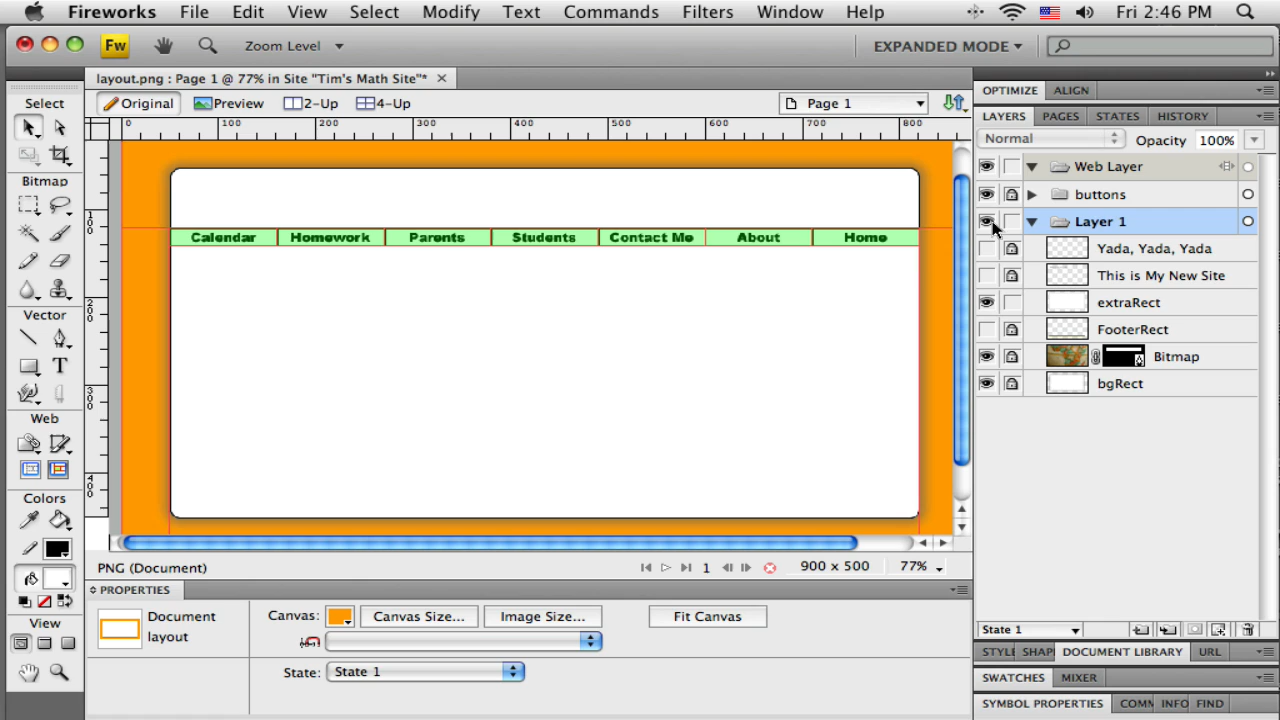 Fireworks File Edit View Select Modify Text Commands Filters Window Help Fri 2:46 PM
Fw Zoom Level EXPANDED MODE
layout.png : Page 1 @ 77% in Site "Tim's Math Site"*
Original Preview 2-Up 4-Up Page 1
0 100 200 300 400 500 600 700 800
100
200
300
400
Calendar Homework Parents Students Contact Me About Home
PNG (Document) 1 900 x 500 77%
Select
Bitmap
Vector
Web
Colors
View
PROPERTIES
Document
layout
Canvas: Canvas Size... Image Size... Fit Canvas
State: State 1
OPTIMIZE ALIGN
LAYERS PAGES STATES HISTORY
Normal Opacity 100%
Web Layer
buttons
Layer 1
Yada, Yada, Yada
This is My New Site
extraRect
FooterRect
Bitmap
bgRect
State 1
STYLE SHAP DOCUMENT LIBRARY URL
SWATCHES MIXER
SYMBOL PROPERTIES COMM INFO FIND